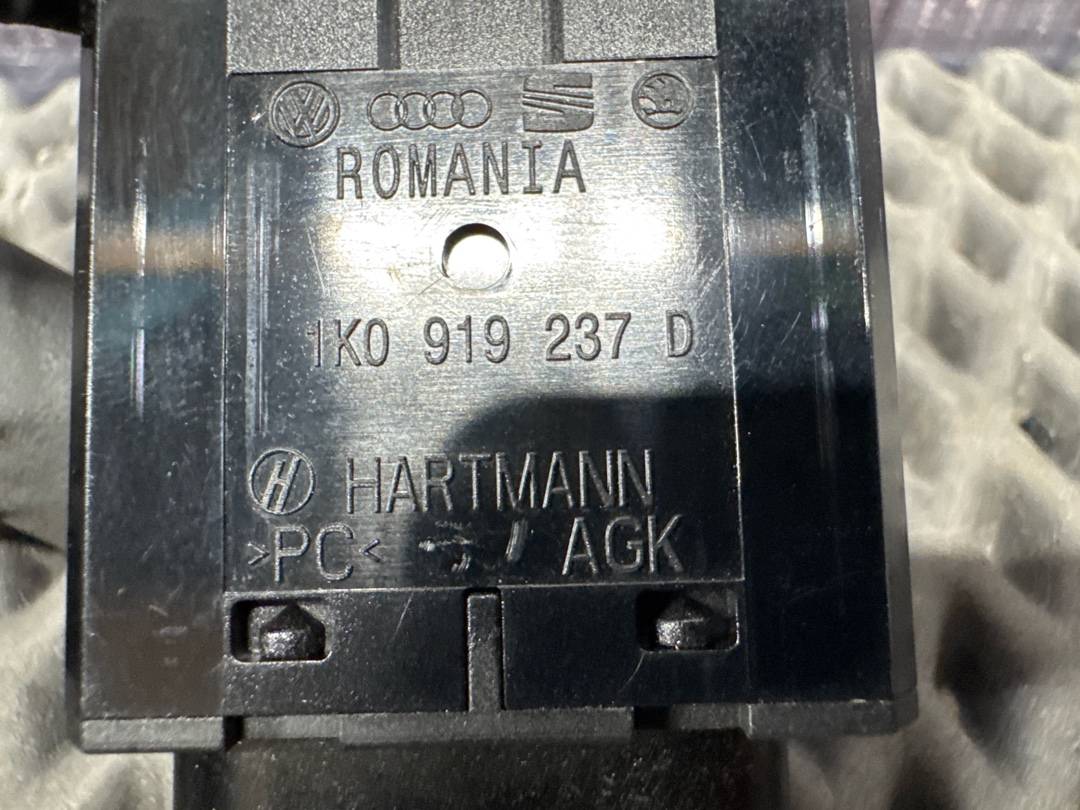 ROMANIA
1K0 919 237 D
H HARTMANN
>PC< AGK